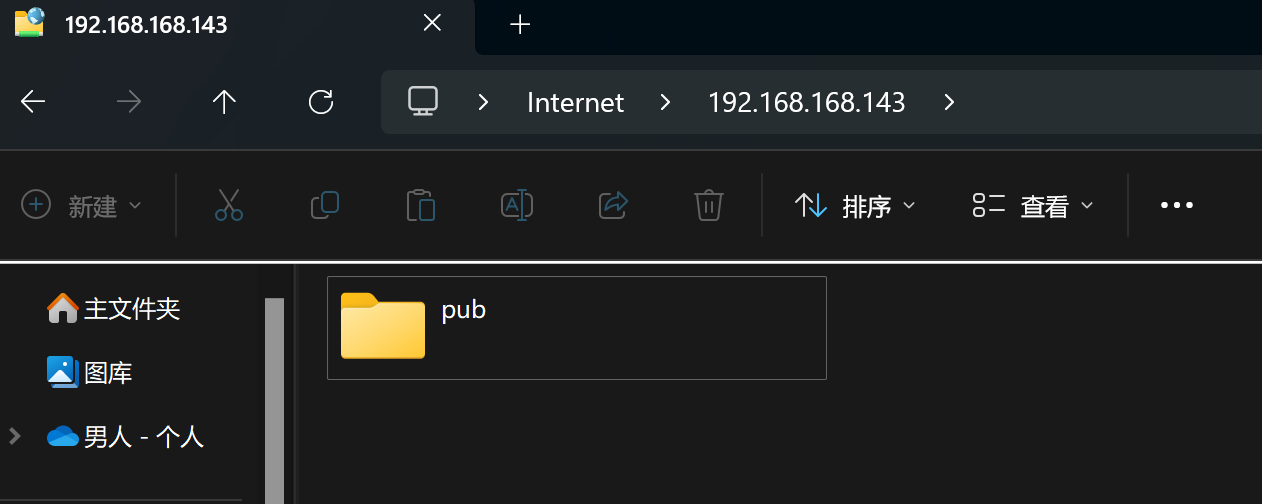 192.168.168.143
Internet 192.168.168.143
新建 排序 查看
主文件夹
pub
图库
男人 - 个人